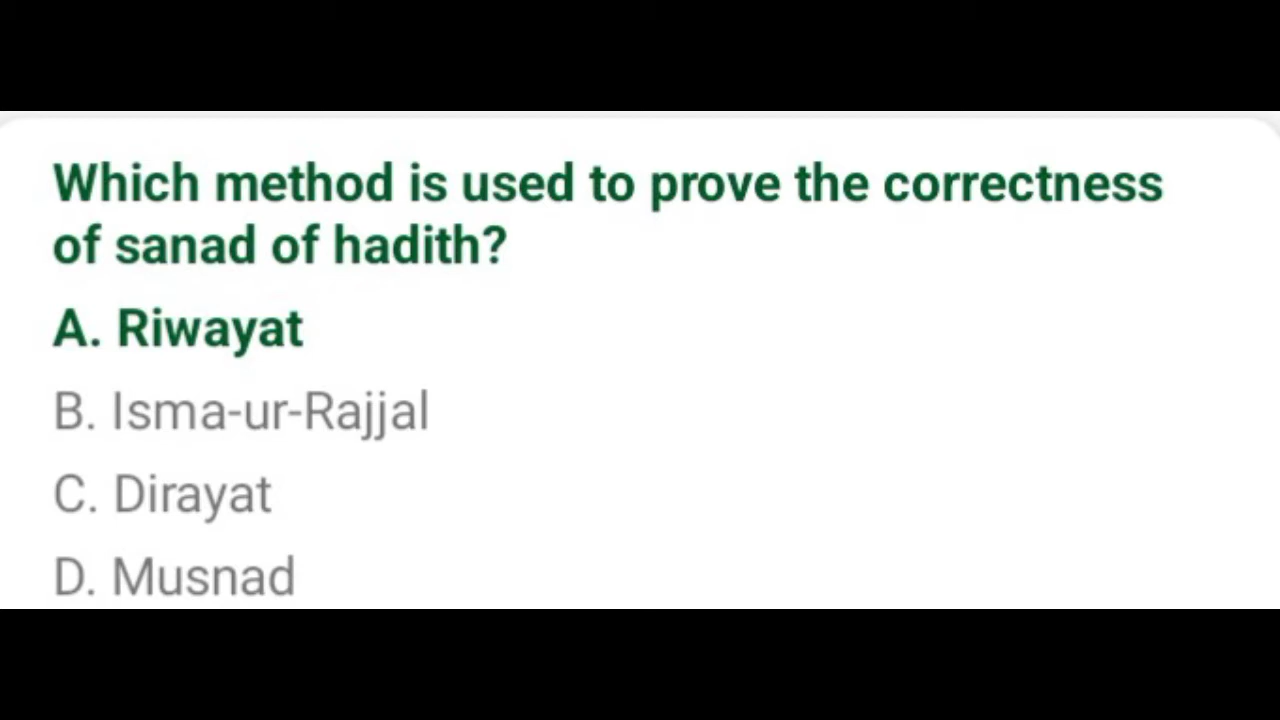 Which method is used to prove the correctness
of sanad of hadith?
A. Riwayat
B. Isma-ur-Rajjal
C. Dirayat
D. Musnad